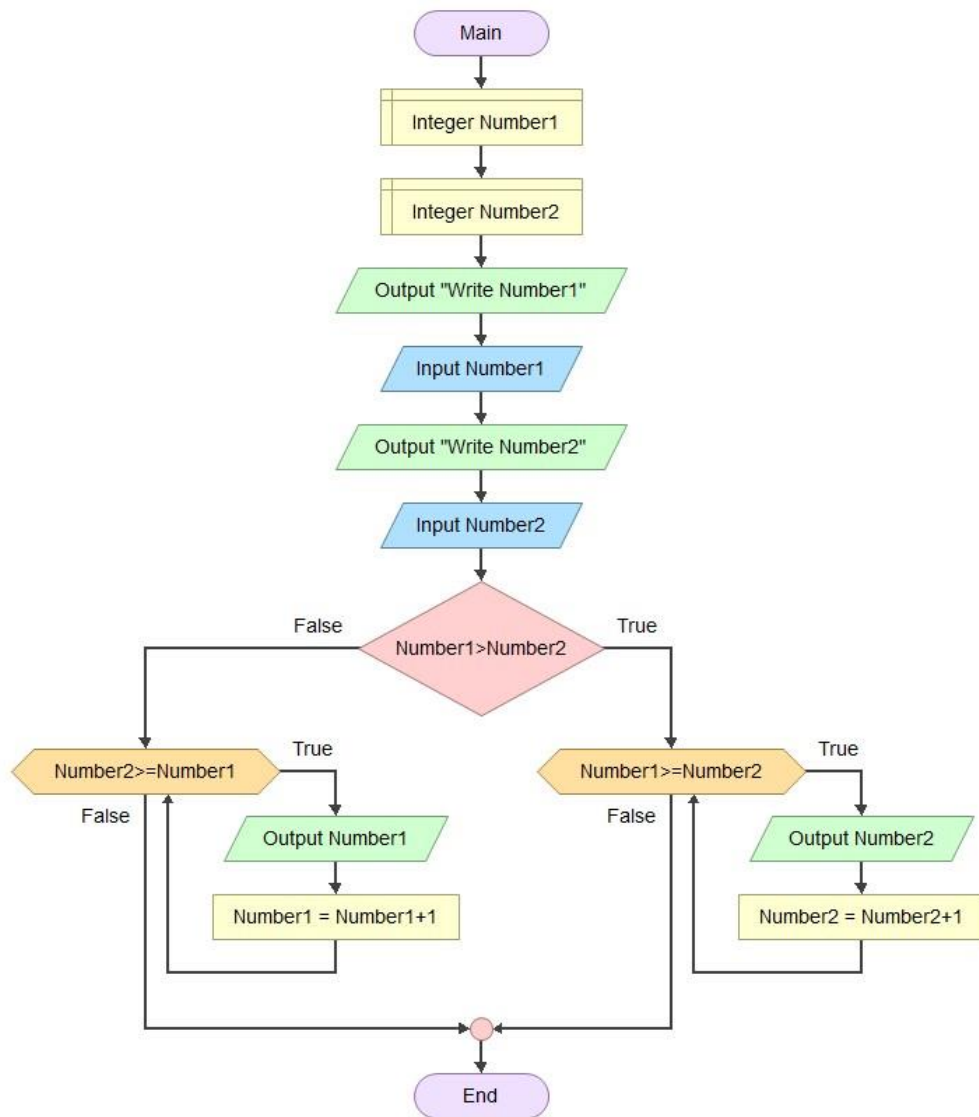 Main
Integer Number1
Integer Number2
Output "Write Number1"
Input Number1
Output "Write Number2"
Input Number2
False
True
Number1>Number2
Number2>=Number1
True
False
Output Number1
Number1 = Number1+1
Number1>=Number2
True
False
Output Number2
Number2 = Number2+1
End